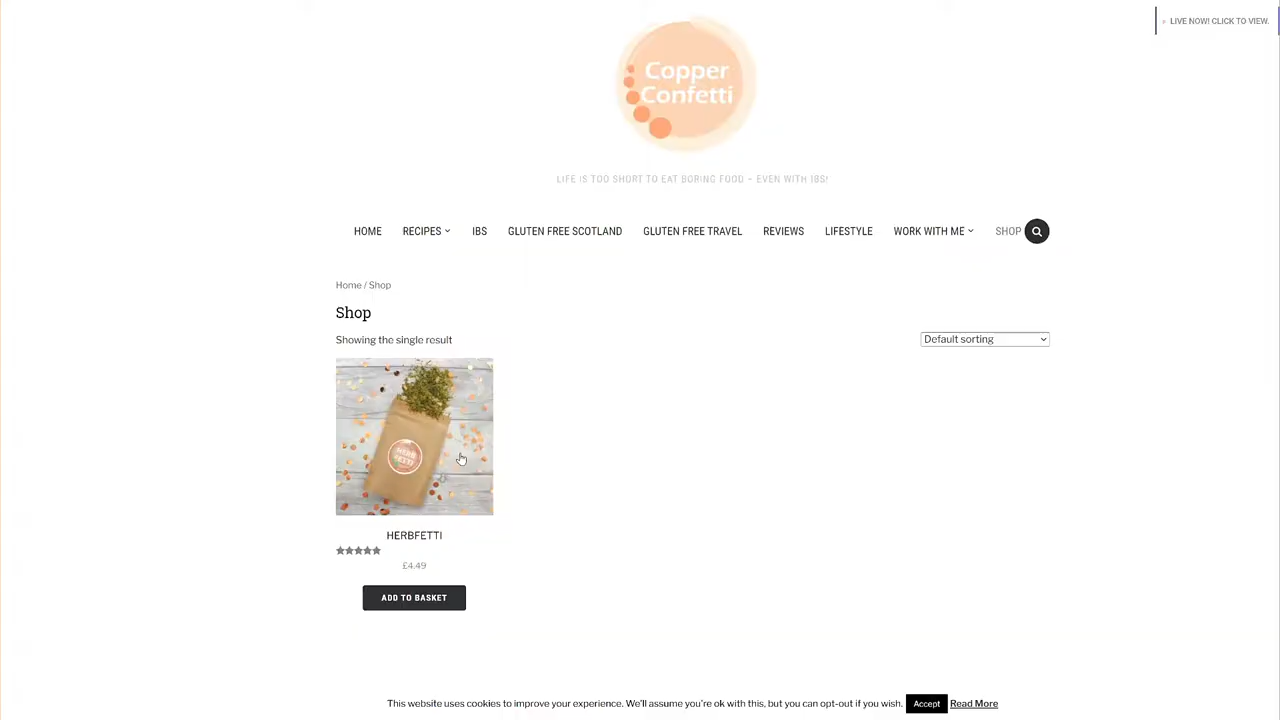 LIVE NOW! CLICK TO VIEW.
Copper
Confetti
LIFE IS TOO SHORT TO EAT BORING FOOD – EVEN WITH IBS!
HOME RECIPES IBS GLUTEN FREE SCOTLAND GLUTEN FREE TRAVEL REVIEWS LIFESTYLE WORK WITH ME SHOP
Home / Shop
Shop
Showing the single result
Default sorting
HERB
FETTI
HERBFETTI
£4.49
ADD TO BASKET
This website uses cookies to improve your experience. We'll assume you're ok with this, but you can opt-out if you wish. Accept Read More